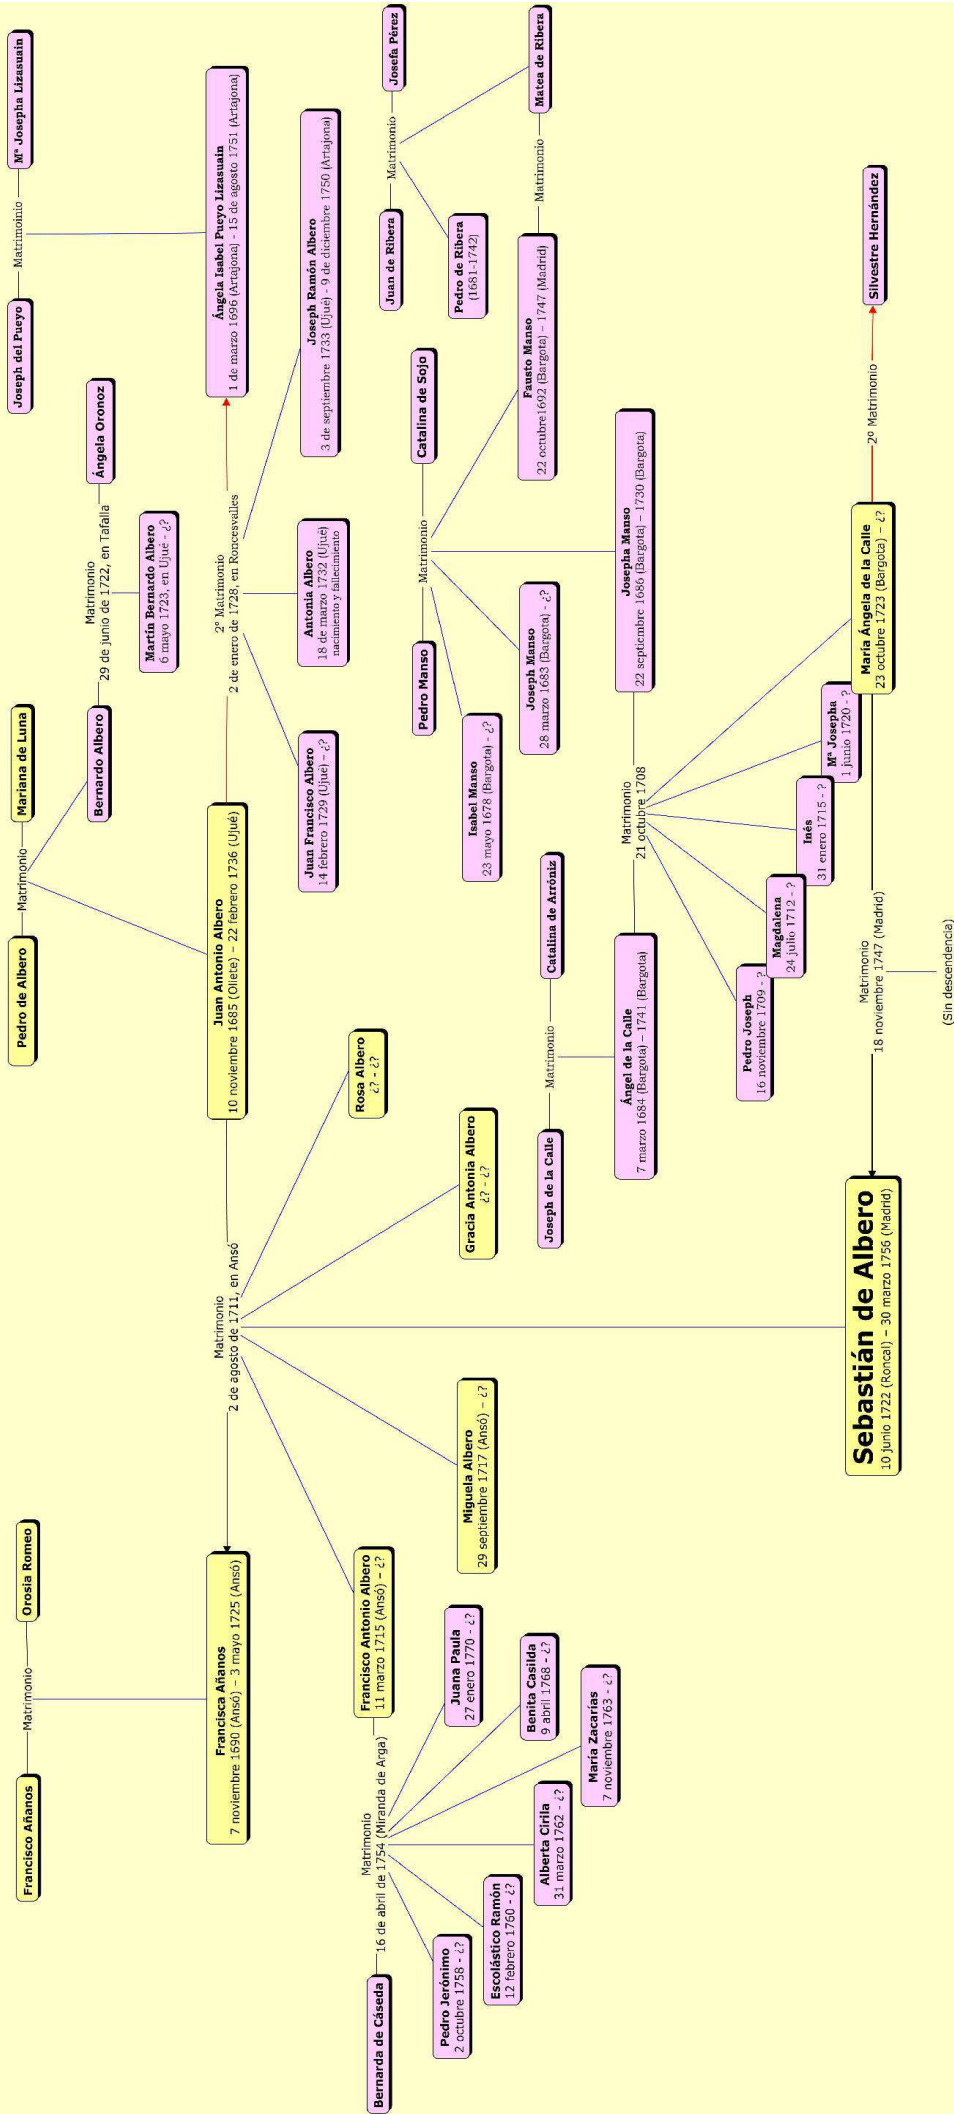 Francisco Añanos
Matrimonio
Orosia Romeo
Pedro de Albero
Matrimonio
Mariana de Luna
Joseph del Pueyo
Matrimoinio
Mª Josepha Lizasuain
Bernardo Albero
Matrimonio
29 de junio de 1722, en Tafalla
Ángela Oronoz
Martín Bernardo Albero
6 mayo 1723, en Ujué - ¿?
Francisca Añanos
7 noviembre 1690 (Ansó) – 3 mayo 1725 (Ansó)
Matrimonio
2 de agosto de 1711, en Ansó
Juan Antonio Albero
10 noviembre 1685 (Oliete) – 22 febrero 1736 (Ujué)
2º Matrimonio
2 de enero de 1728, en Roncesvalles
Ángela Isabel Pueyo Lizasuain
1 de marzo 1696 (Artajona) - 15 de agosto 1751 (Artajona)
Juan Francisco Albero
14 febrero 1729 (Ujué) – ¿?
Antonia Albero
18 de marzo 1732 (Ujué)
nacimiento y fallecimiento
Joseph Ramón Albero
3 de septiembre 1733 (Ujué) - 9 de diciembre 1750 (Artajona)
Bernarda de Cáseda
Matrimonio
16 de abril de 1754 (Miranda de Arga)
Francisco Antonio Albero
11 marzo 1715 (Ansó) – ¿?
Rosa Albero
¿? - ¿?
Miguela Albero
29 septiembre 1717 (Ansó) – ¿?
Gracia Antonia Albero
¿? - ¿?
Pedro Jerónimo
2 octubre 1758 - ¿?
Escolástico Ramón
12 febrero 1760 - ¿?
Alberta Cirila
31 marzo 1762 - ¿?
María Zacarías
7 noviembre 1763 - ¿?
Benita Casilda
9 abril 1768 - ¿?
Juana Paula
27 enero 1770 - ¿?
Juan de Ribera
Matrimonio
Josefa Pérez
Pedro de Ribera
(1681-1742)
Pedro Manso
Matrimonio
Catalina de Sojo
Isabel Manso
23 mayo 1678 (Bargota) - ¿?
Joseph Manso
28 marzo 1683 (Bargota) - ¿?
Fausto Manso
22 octubre1692 (Bargota) – 1747 (Madrid)
Matrimonio
Matea de Ribera
Joseph de la Calle
Matrimonio
Catalina de Arróniz
Ángel de la Calle
7 marzo 1684 (Bargota) – 1741 (Bargota)
Matrimonio
21 octubre 1708
Josepha Manso
22 septiembre 1686 (Bargota) – 1730 (Bargota)
Pedro Joseph
16 noviembre 1709 - ?
Magdalena
24 julio 1712 - ?
Inés
31 enero 1715 - ?
Mª Josepha
1 junio 1720 - ?
Sebastián de Albero
10 junio 1722 (Roncal) – 30 marzo 1756 (Madrid)
Matrimonio
18 noviembre 1747 (Madrid)
María Ángela de la Calle
23 octubre 1723 (Bargota) – ¿?
2º Matrimonio
Silvestre Hernández
(Sin descendencia)